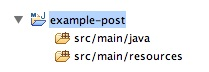 example-post
src/main/java
src/main/resources